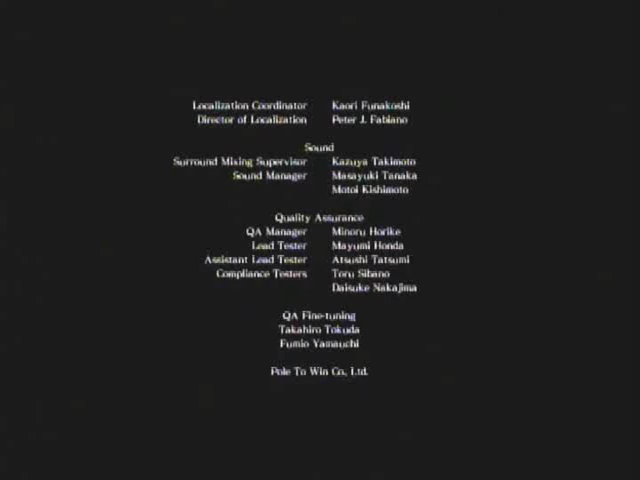 Localization Coordinator Kaori Funakoshi
Director of Localization Peter J. Fabiano
Sound
Surround Mixing Supervisor Kazuya Takimoto
Sound Manager Masayuki Tanaka
Motoi Kishimoto
Quality Assurance
QA Manager Minoru Horike
Lead Tester Mayumi Honda
Assistant Lead Tester Atsushi Tatsumi
Compliance Testers Toru Sibano
Daisuke Nakajima
QA Fine-tuning
Takahiro Tokuda
Fumio Yamauchi
Pole To Win Co., Ltd.